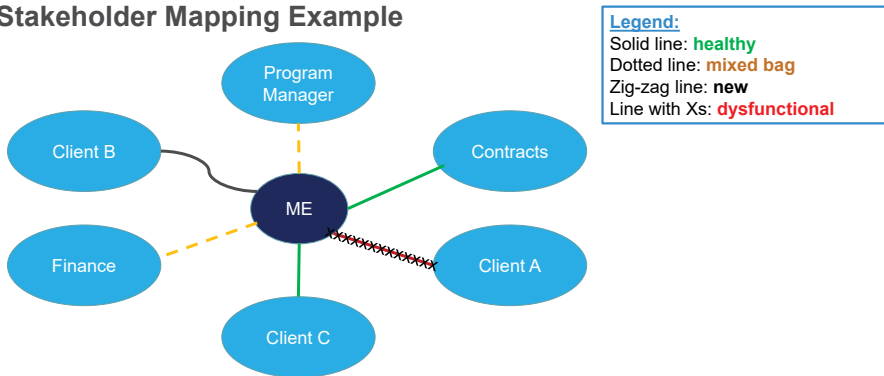 Stakeholder Mapping Example
Legend:
Solid line: healthy
Dotted line: mixed bag
Zig-zag line: new
Line with Xs: dysfunctional
Program
Manager
Client B
Contracts
ME
XXXXXXXXXXXXX
Finance
Client A
Client C